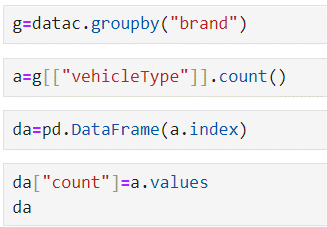 g=datac.groupby("brand")
a=g[["vehicleType"]].count()
da=pd.DataFrame(a.index)
da["count"]=a.values
da